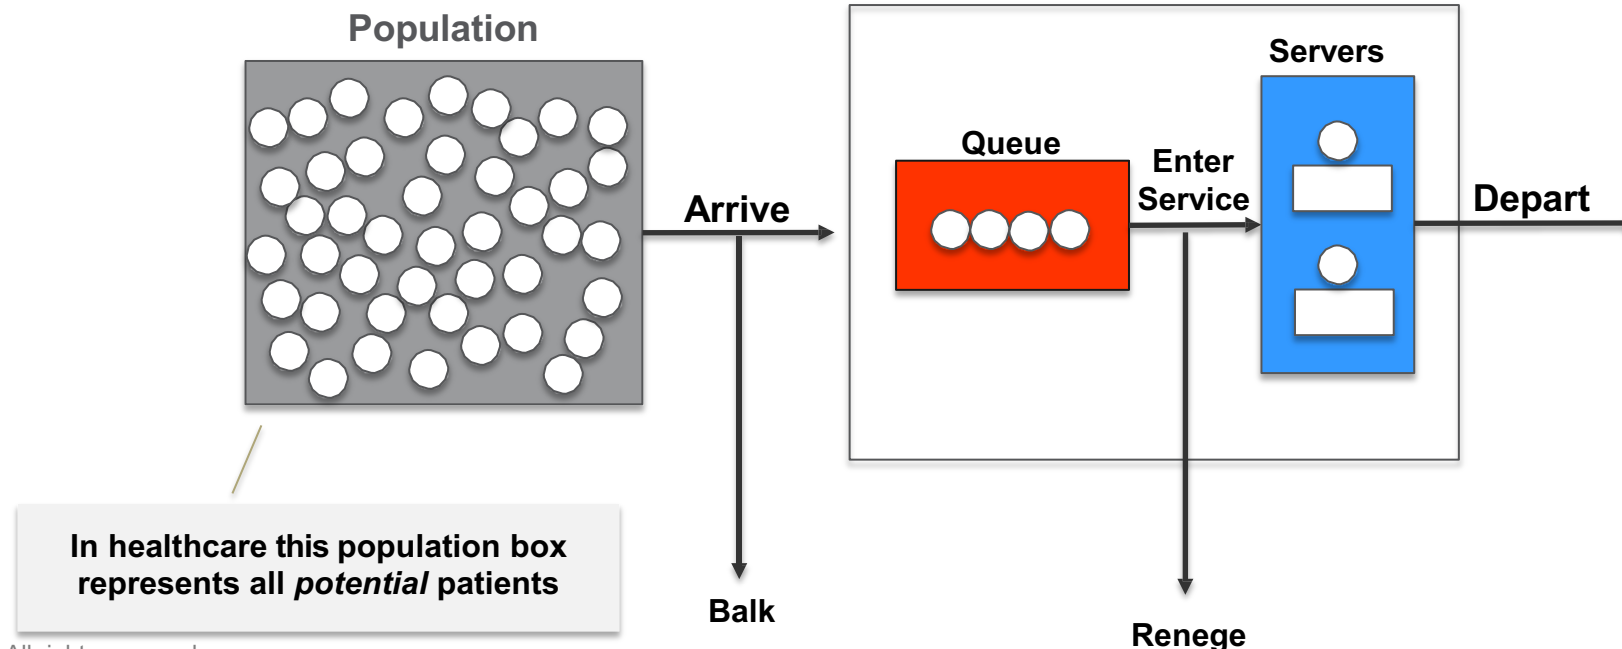 Population
Servers
Queue
Enter
Service
Arrive
Depart
In healthcare this population box
represents all potential patients
Balk
Renege